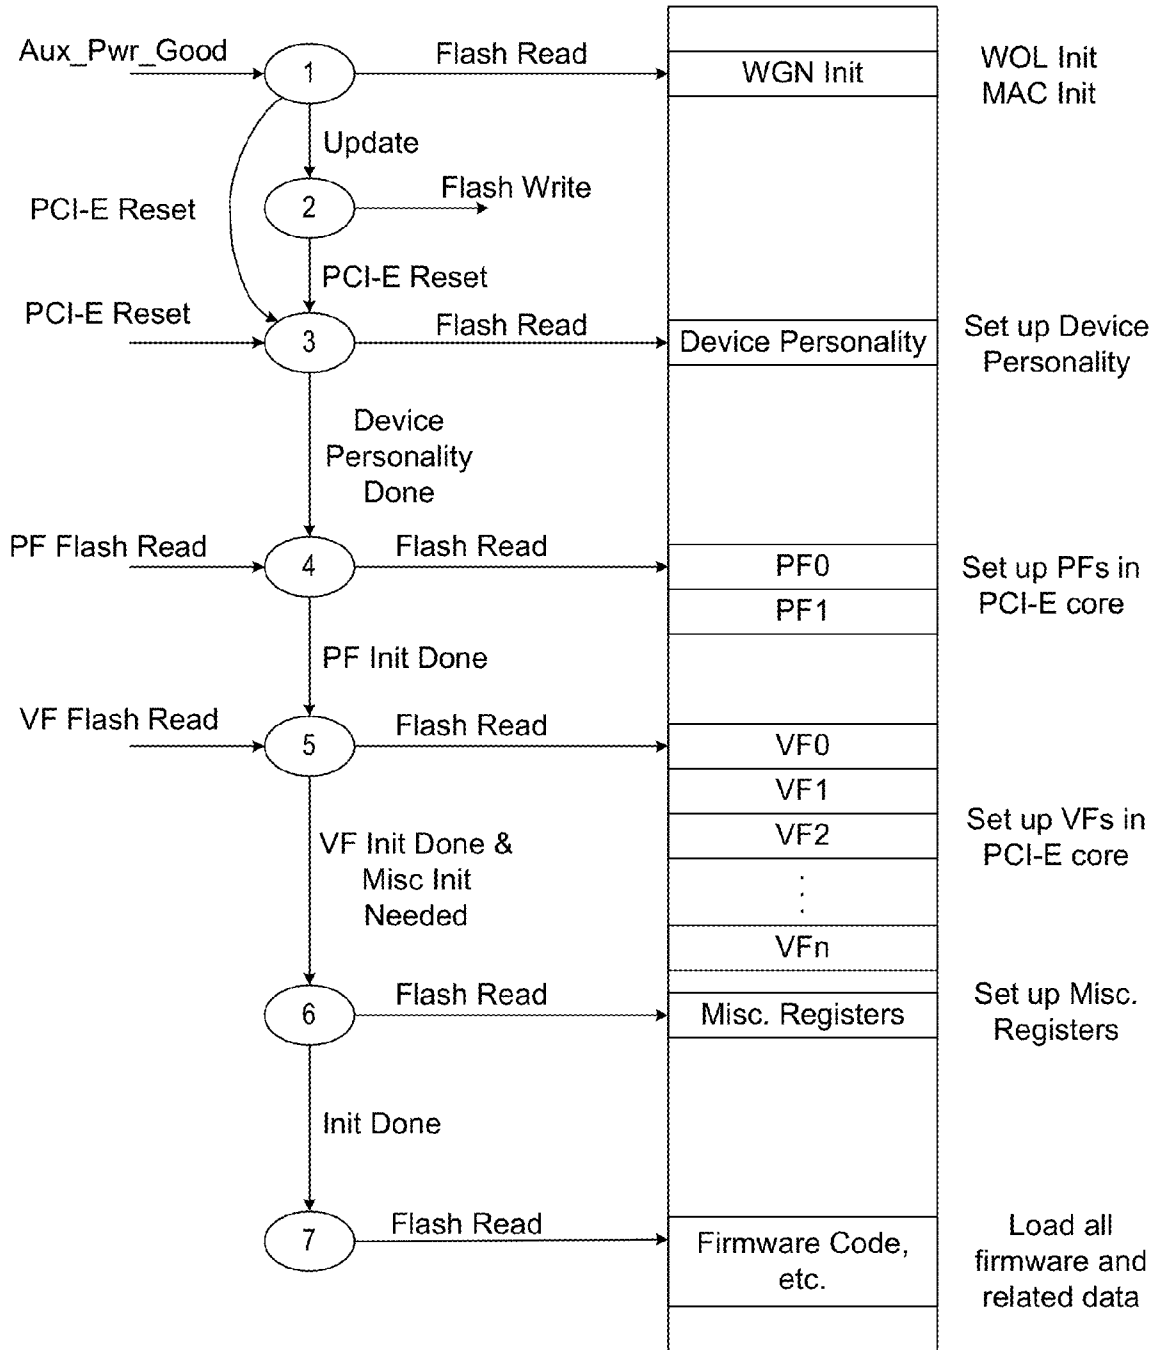 Aux_Pwr_Good
1
Flash Read
WGN Init
WOL Init
MAC Init
Update
PCI-E Reset
2
Flash Write
PCI-E Reset
PCI-E Reset
3
Flash Read
Device Personality
Set up Device
Personality
Device
Personality
Done
PF Flash Read
4
Flash Read
PF0
PF1
Set up PFs in
PCI-E core
PF Init Done
VF Flash Read
5
Flash Read
VF0
VF1
VF2
VFn
Set up VFs in
PCI-E core
VF Init Done &
Misc Init
Needed
6
Flash Read
Misc. Registers
Set up Misc.
Registers
Init Done
7
Flash Read
Firmware Code,
etc.
Load all
firmware and
related data